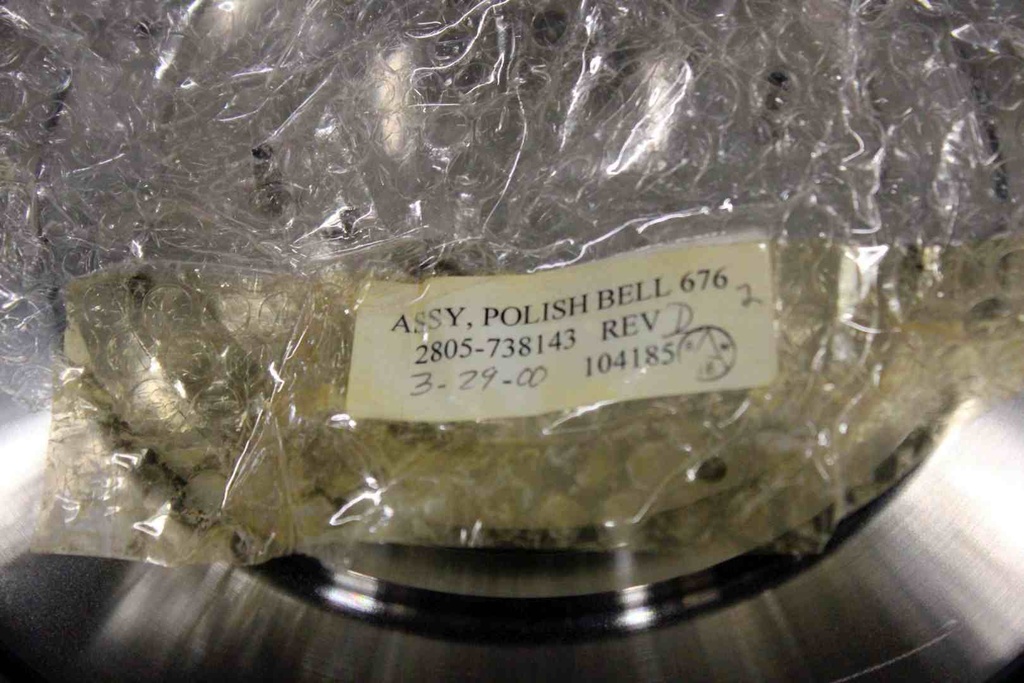 ASSY, POLISH BELL 676 2
2805-738143 REV D
3-29-00 104185